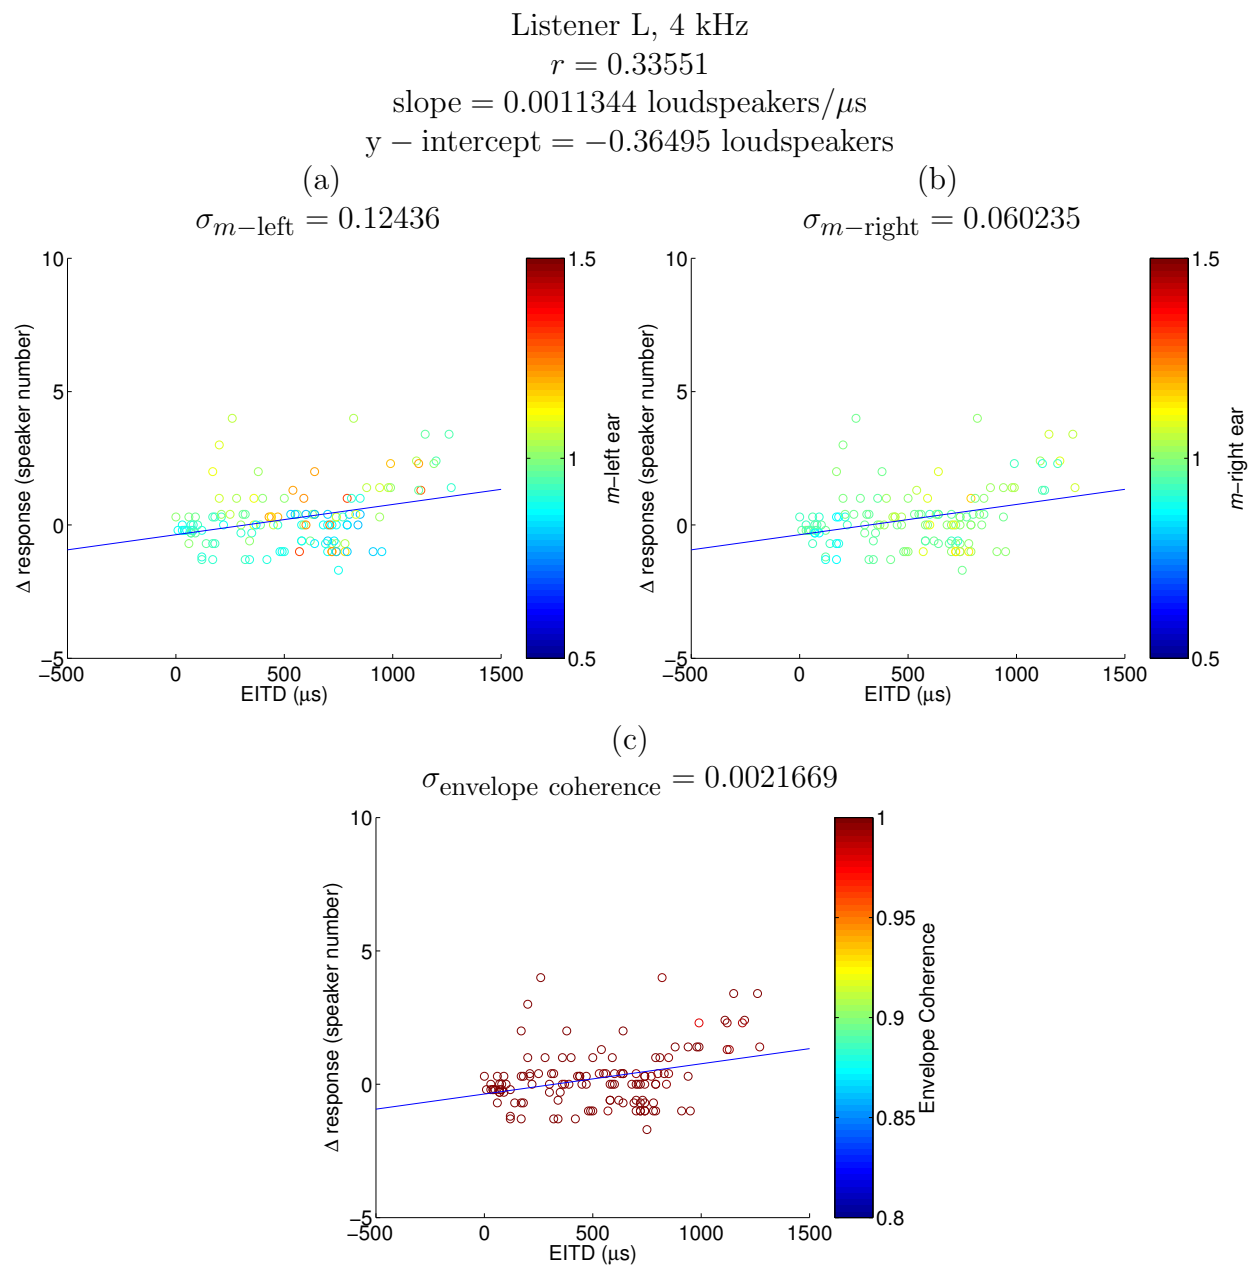 Listener L, 4 kHz
r = 0.33551
slope = 0.0011344 loudspeakers/μs
y − intercept = −0.36495 loudspeakers
(a)
σm−left = 0.12436
10
5
0
−5
−500
0
500
1000
1500
EITD (μs)
Δ response (speaker number)
1.5
1
0.5
m−left ear
(b)
σm−right = 0.060235
10
5
0
−5
−500
0
500
1000
1500
EITD (μs)
Δ response (speaker number)
1.5
1
0.5
m−right ear
(c)
σenvelope coherence = 0.0021669
10
5
0
−5
−500
0
500
1000
1500
EITD (μs)
Δ response (speaker number)
1
0.95
0.9
0.85
0.8
Envelope Coherence